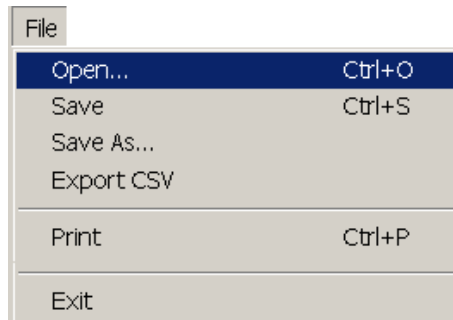 File
Open... Ctrl+O
Save Ctrl+S
Save As...
Export CSV
Print Ctrl+P
Exit